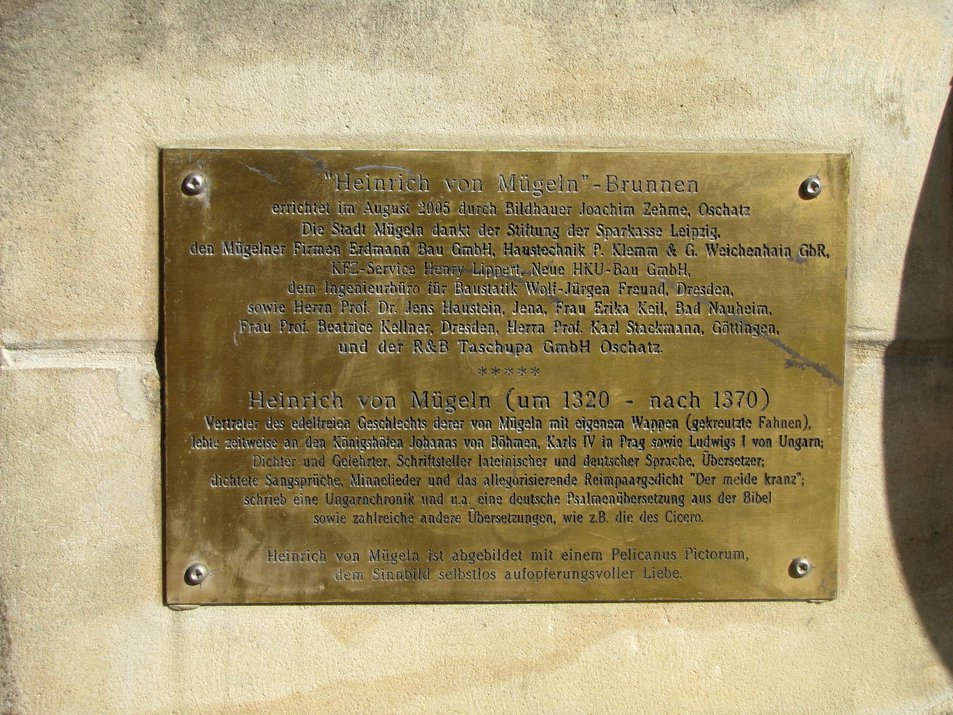 "Heinrich von Mügeln"-Brunnen
errichtet im August 2005 durch Bildhauer Joachim Zehme, Oschatz
Die Stadt Mügeln dankt der Stiftung der Sparkasse Leipzig,
den Mügelner Firmen Erdmann Bau GmbH, Haustechnik P. Klemm & G. Weichenhain GbR,
KFZ-Service Henry Lippert, Neue HKU-Bau GmbH,
dem Ingenieurbüro für Baustatik Wolf-Jürgen Freund, Dresden,
sowie Herrn Prof. Dr. Jens Haustein, Jena, Frau Erika Keil, Bad Nauheim,
Frau Prof. Beatrice Kellner, Dresden, Herrn Prof. Karl Stackmann, Göttingen,
und der R&B Taschupa GmbH Oschatz.
*****
Heinrich von Mügeln (um 1320 - nach 1370)
Vertreter des edelfreien Geschlechts derer von Mügeln mit eigenem Wappen (gekreutzte Fahnen),
lebte zeitweise an den Königshöfen Johanns von Böhmen, Karls IV in Prag sowie Ludwigs I von Ungarn;
Dichter und Gelehrter, Schriftsteller lateinischer und deutscher Sprache, Übersetzer;
dichtete Sangsprüche, Minnelieder und das allegorisierende Reimpaargedicht "Der meide kranz";
schrieb eine Ungarnchronik und u.a. eine deutsche Psalmenübersetzung aus der Bibel
sowie zahlreiche andere Übersetzungen, wie z.B. die des Cicero.
Heinrich von Mügeln ist abgebildet mit einem Pelicanus Pictorum,
dem Sinnbild selbstlos aufopferungsvoller Liebe.